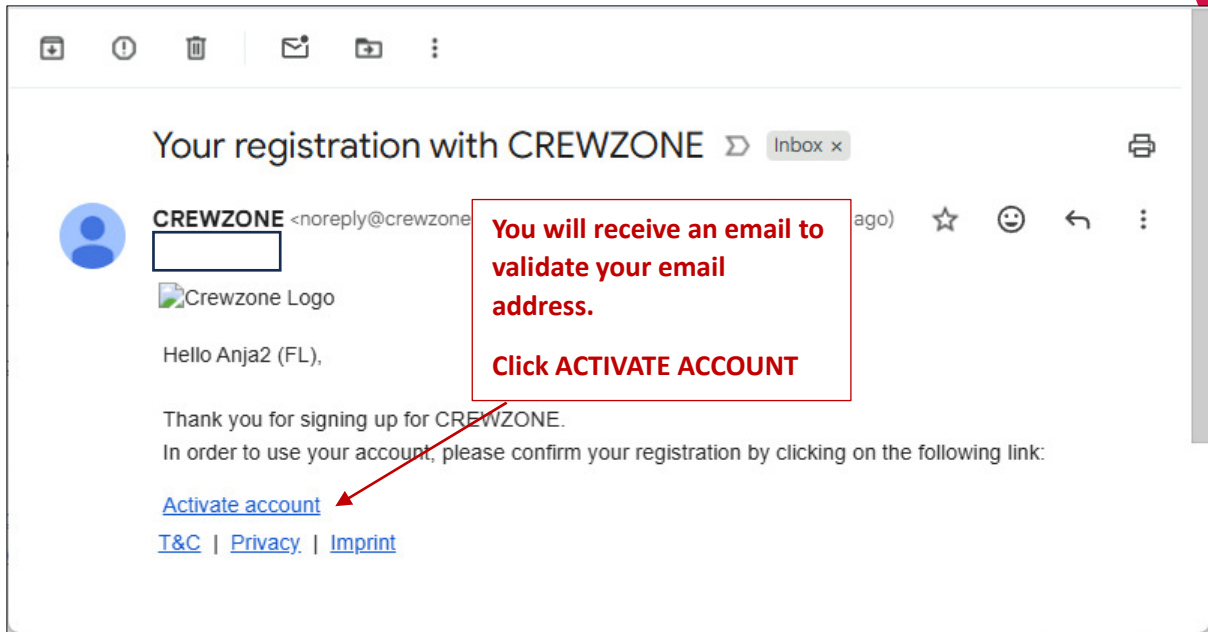 Your registration with CREWZONE Inbox x
CREWZONE <noreply@crewzone
ago)
You will receive an email to
validate your email
address.
Click ACTIVATE ACCOUNT
Crewzone Logo
Hello Anja2 (FL),
Thank you for signing up for CREWZONE.
In order to use your account, please confirm your registration by clicking on the following link:
Activate account
T&C | Privacy | Imprint